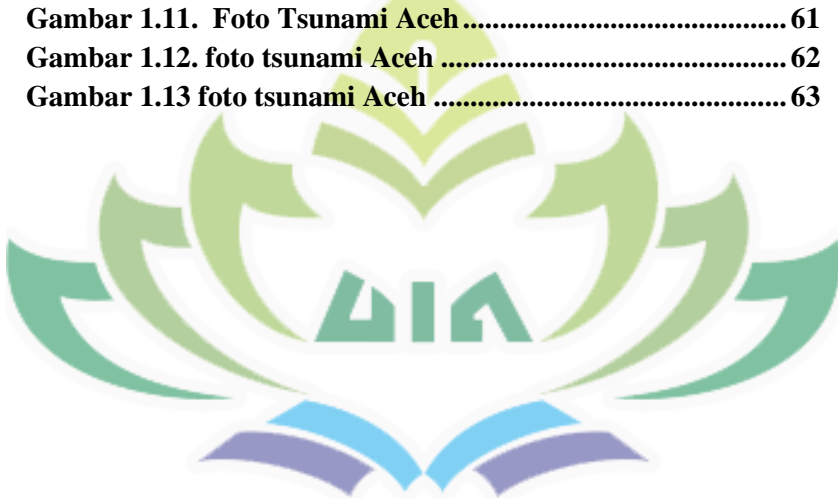 Gambar 1.11.  Foto Tsunami Aceh ............................................ 61
Gambar 1.12. foto tsunami Aceh ............................................... 62
Gambar 1.13 foto tsunami Aceh ................................................ 63